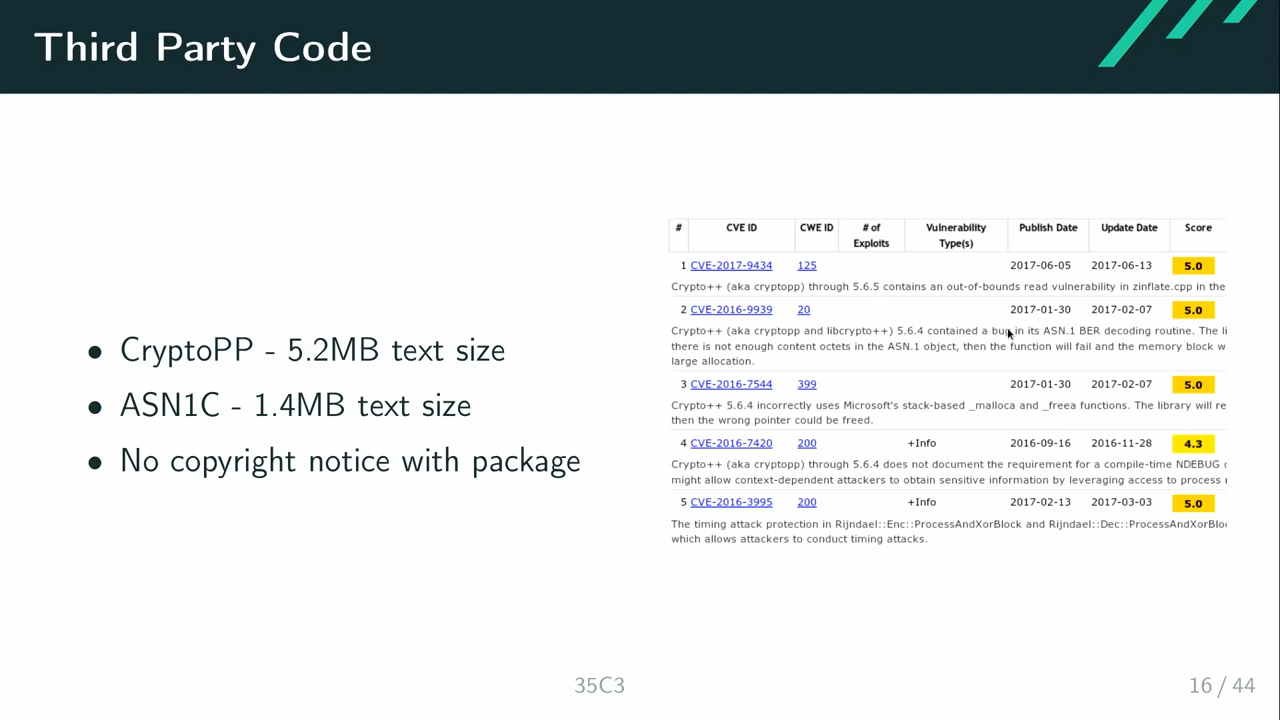 Third Party Code
• CryptoPP - 5.2MB text size
• ASN1C - 1.4MB text size
• No copyright notice with package
# CVE ID CWE ID # of Exploits Vulnerability Type(s) Publish Date Update Date Score
1 CVE-2017-9434 125 2017-06-05 2017-06-13 5.0
Crypto++ (aka cryptopp) through 5.6.5 contains an out-of-bounds read vulnerability in zinflate.cpp in the
2 CVE-2016-9939 20 2017-01-30 2017-02-07 5.0
Crypto++ (aka cryptopp and libcrypto++) 5.6.4 contained a bug in its ASN.1 BER decoding routine. The li
there is not enough content octets in the ASN.1 object, then the function will fail and the memory block w
large allocation.
3 CVE-2016-7544 399 2017-01-30 2017-02-07 5.0
Crypto++ 5.6.4 incorrectly uses Microsoft's stack-based _malloca and _freea functions. The library will re
then the wrong pointer could be freed.
4 CVE-2016-7420 200 +Info 2016-09-16 2016-11-28 4.3
Crypto++ (aka cryptopp) through 5.6.4 does not document the requirement for a compile-time NDEBUG
might allow context-dependent attackers to obtain sensitive information by leveraging access to process
5 CVE-2016-3995 200 +Info 2017-02-13 2017-03-03 5.0
The timing attack protection in Rijndael::Enc::ProcessAndXorBlock and Rijndael::Dec::ProcessAndXorBlo
which allows attackers to conduct timing attacks.
35C3
16 / 44